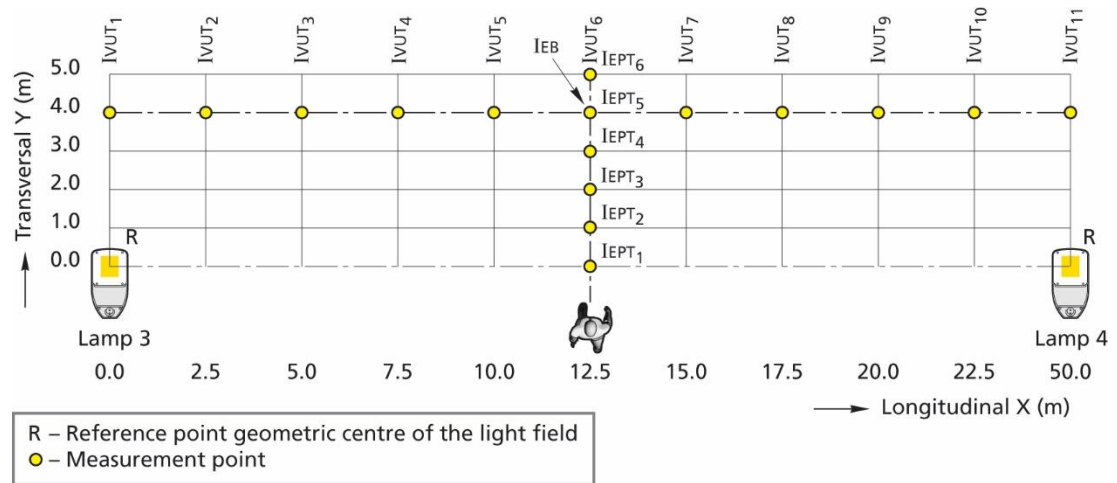 IVUT1 IVUT2 IVUT3 IVUT4 IVUT5 IVUT6 IVUT7 IVUT8 IVUT9 IVUT10 IVUT11
IEB
IEPT6
IEPT5
IEPT4
IEPT3
IEPT2
IEPT1
Transversal Y (m)
5.0
4.0
3.0
2.0
1.0
0.0
R
R
Lamp 3
Lamp 4
0.0 2.5 5.0 7.5 10.0 12.5 15.0 17.5 20.0 22.5 50.0
Longitudinal X (m)
R – Reference point geometric centre of the light field
– Measurement point